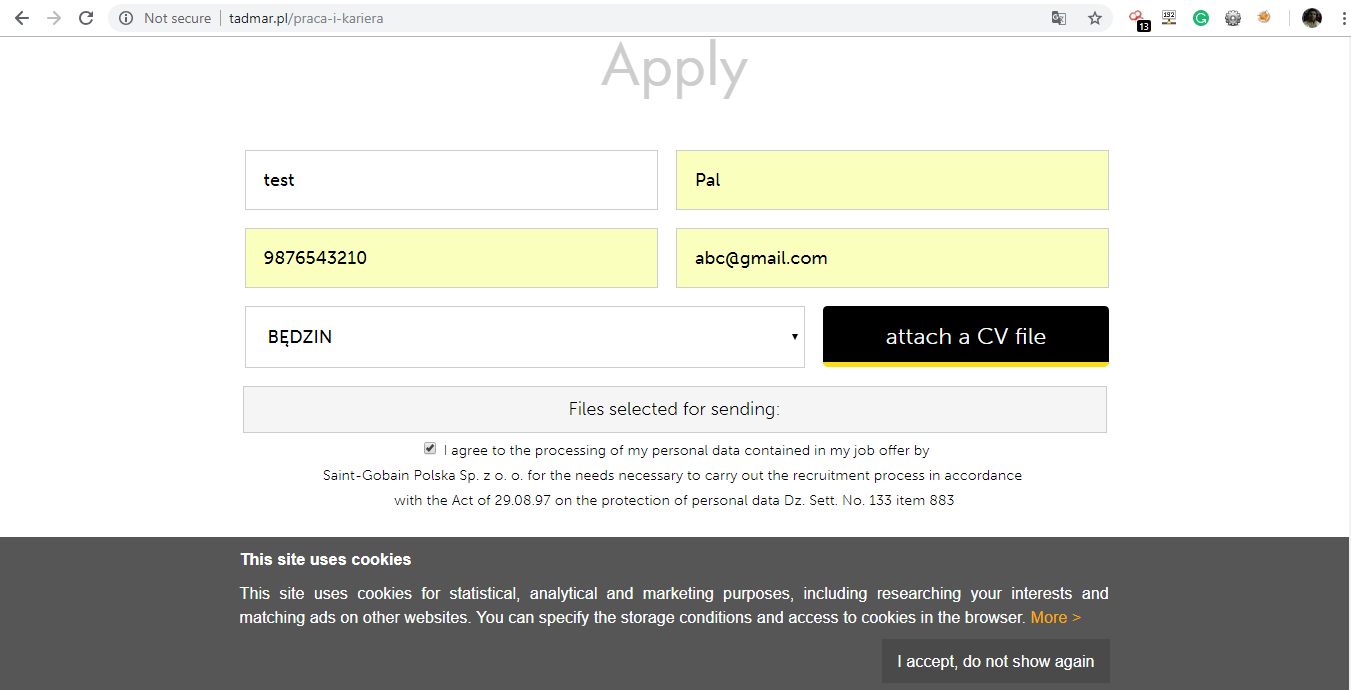 Not secure tadmar.pl/praca-i-kariera
192
13
Apply
test
Pal
9876543210
abc@gmail.com
BĘDZIN
attach a CV file
Files selected for sending:
I agree to the processing of my personal data contained in my job offer by
Saint-Gobain Polska Sp. z o. o. for the needs necessary to carry out the recruitment process in accordance
with the Act of 29.08.97 on the protection of personal data Dz. Sett. No. 133 item 883
This site uses cookies
This site uses cookies for statistical, analytical and marketing purposes, including researching your interests and
matching ads on other websites. You can specify the storage conditions and access to cookies in the browser. More >
I accept, do not show again